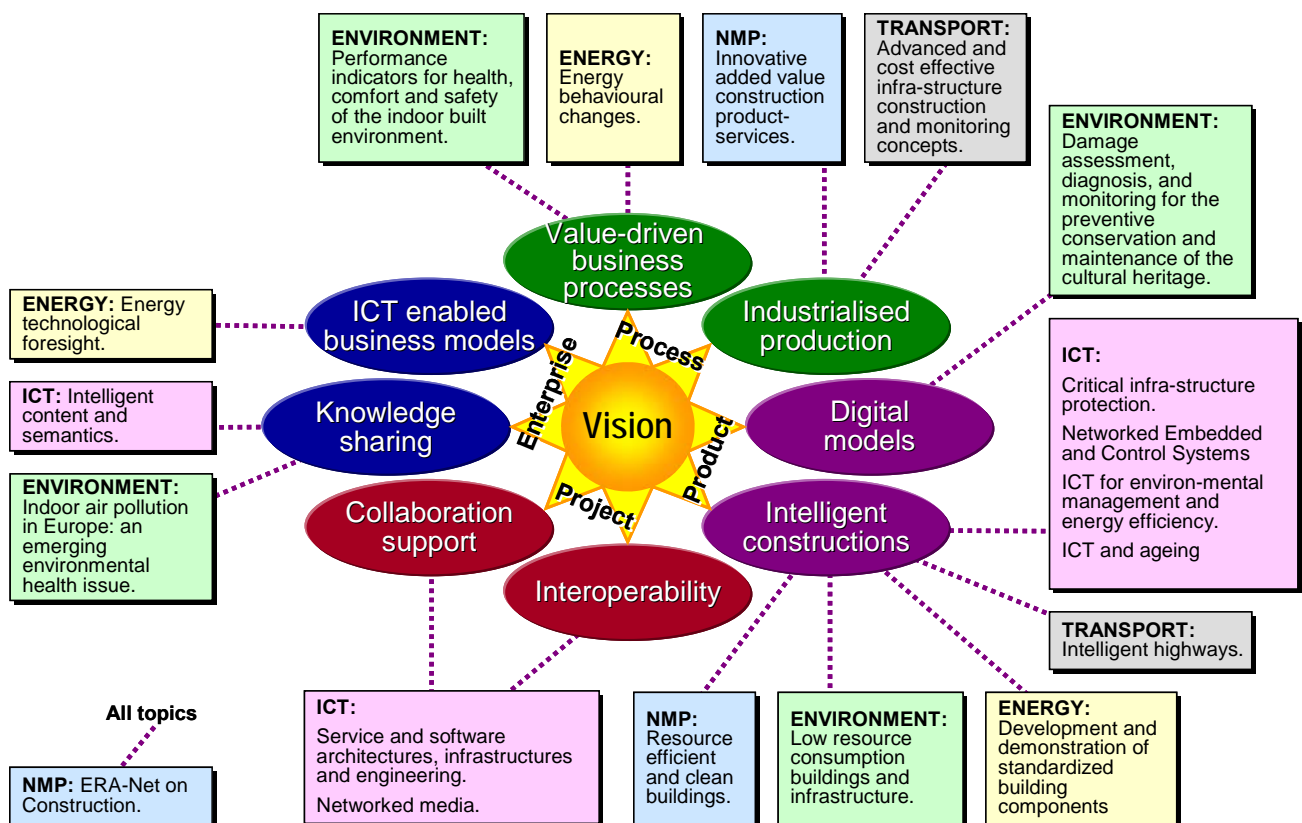 ENVIRONMENT:
Performance
indicators for health,
comfort and safety
of the indoor built
environment.
ENERGY:
Energy
behavioural
changes.
NMP:
Innovative
added value
construction
product-
services.
TRANSPORT:
Advanced and
cost effective
infra-structure
construction
and monitoring
concepts.
ENVIRONMENT:
Damage
assessment,
diagnosis, and
monitoring for the
preventive
conservation and
maintenance of the
cultural heritage.
Value-driven
business
processes
ICT enabled
business models
Industrialised
production
ENERGY: Energy
technological
foresight.
Process
Enterprise
Vision
Product
Project
ICT: Intelligent
content and
semantics.
Knowledge
sharing
Digital
models
ICT:
Critical infra-structure
protection.
Networked Embedded
and Control Systems
ICT for environ-mental
management and
energy efficiency.
ICT and ageing
ENVIRONMENT:
Indoor air pollution
in Europe: an
emerging
environmental
health issue.
Collaboration
support
Intelligent
constructions
Interoperability
TRANSPORT:
Intelligent highways.
All topics
NMP: ERA-Net on
Construction.
ICT:
Service and software
architectures, infrastructures
and engineering.
Networked media.
NMP:
Resource
efficient
and clean
buildings.
ENVIRONMENT:
Low resource
consumption
buildings and
infrastructure.
ENERGY:
Development and
demonstration of
standardized
building
components